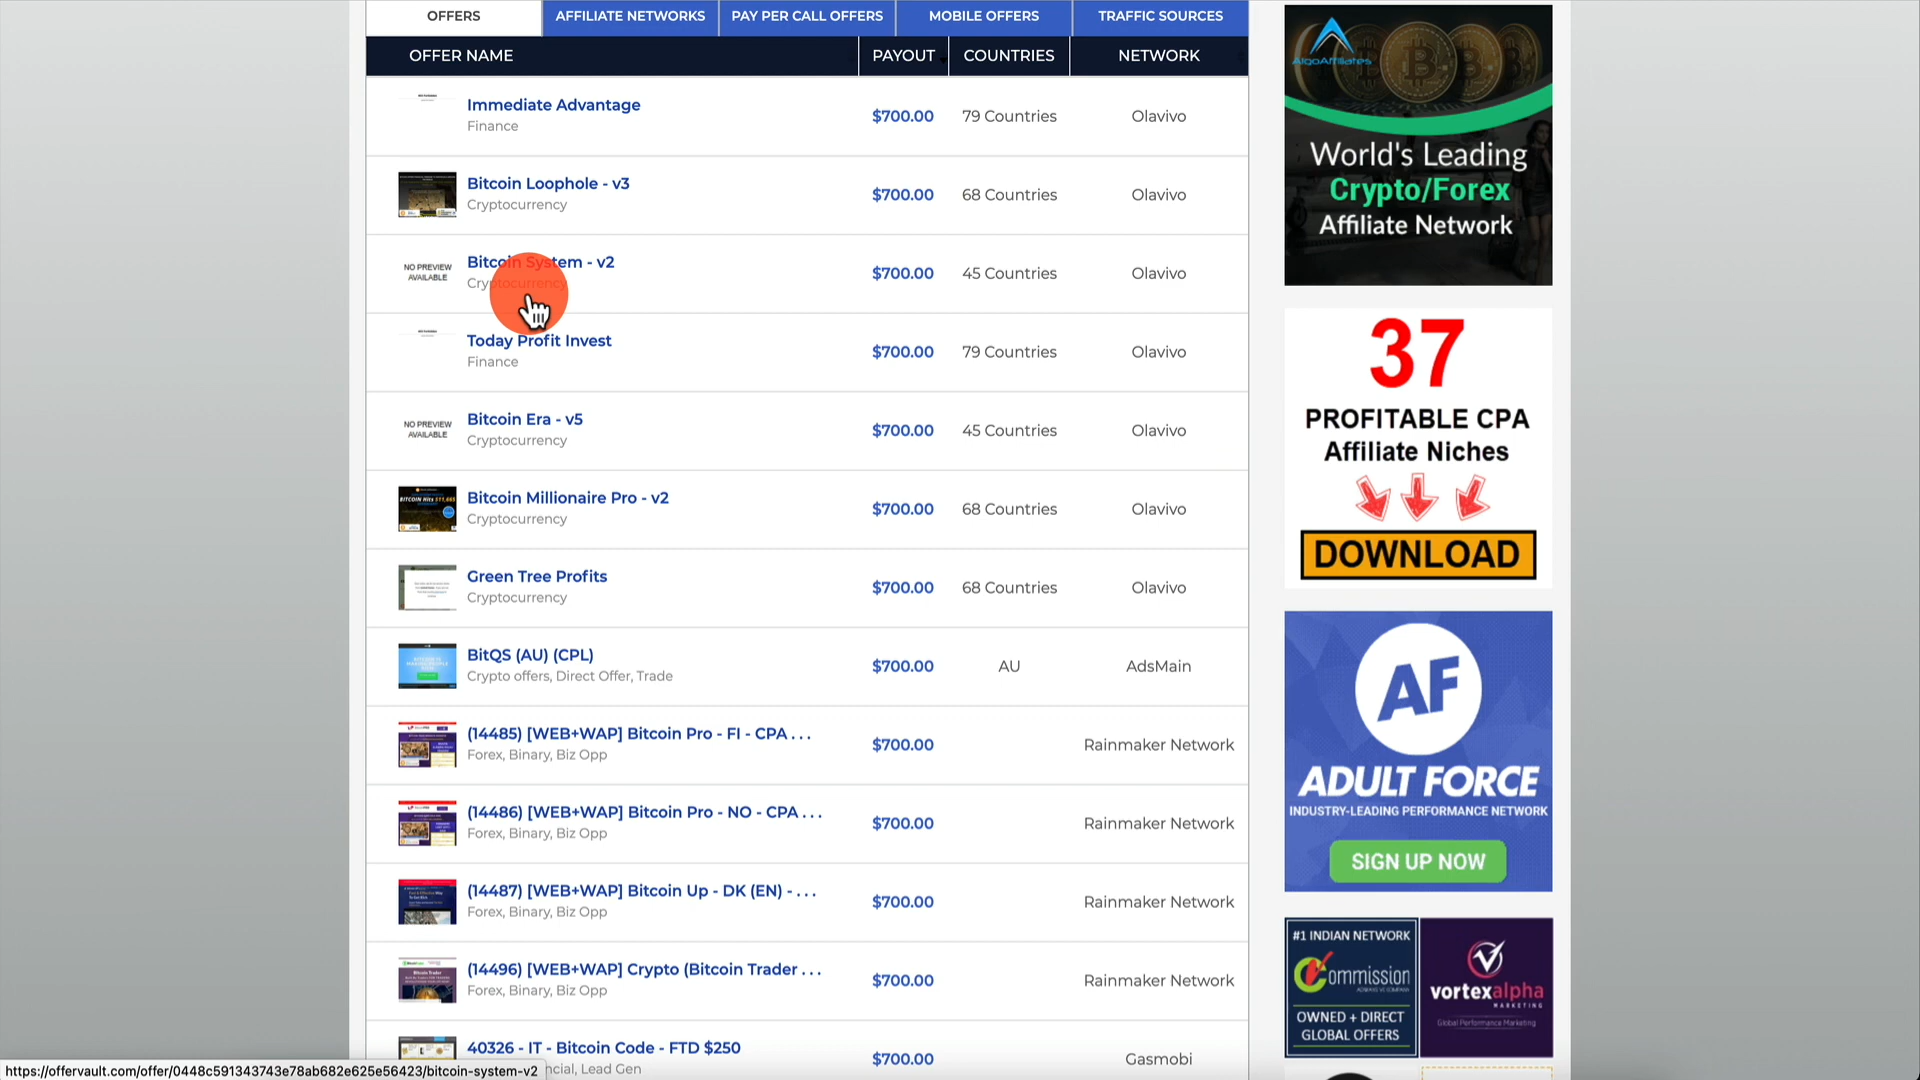 OFFERS
AFFILIATE NETWORKS
PAY PER CALL OFFERS
MOBILE OFFERS
TRAFFIC SOURCES
OFFER NAME
PAYOUT
COUNTRIES
NETWORK
Immediate Advantage
Finance
$700.00
79 Countries
Olavivo
Bitcoin Loophole - v3
Cryptocurrency
$700.00
68 Countries
Olavivo
NO PREVIEW
AVAILABLE
Bitcoin System - v2
Cryptocurrency
$700.00
45 Countries
Olavivo
Today Profit Invest
Finance
$700.00
79 Countries
Olavivo
NO PREVIEW
AVAILABLE
Bitcoin Era - v5
Cryptocurrency
$700.00
45 Countries
Olavivo
Bitcoin Millionaire Pro - v2
Cryptocurrency
$700.00
68 Countries
Olavivo
Green Tree Profits
Cryptocurrency
$700.00
68 Countries
Olavivo
BitQS (AU) (CPL)
Crypto offers, Direct Offer, Trade
$700.00
AU
AdsMain
(14485) [WEB+WAP] Bitcoin Pro - FI - CPA . . .
Forex, Binary, Biz Opp
$700.00
Rainmaker Network
(14486) [WEB+WAP] Bitcoin Pro - NO - CPA . . .
Forex, Binary, Biz Opp
$700.00
Rainmaker Network
(14487) [WEB+WAP] Bitcoin Up - DK (EN) - . . .
Forex, Binary, Biz Opp
$700.00
Rainmaker Network
(14496) [WEB+WAP] Crypto (Bitcoin Trader . . .
Forex, Binary, Biz Opp
$700.00
Rainmaker Network
40326 - IT - Bitcoin Code - FTD $250
ncial, Lead Gen
$700.00
Gasmobi
https://offervault.com/offer/0448c591343743e78ab682e625e56423/bitcoin-system-v2
AlgoAffiliates
World's Leading
Crypto/Forex
Affiliate Network
37
PROFITABLE CPA
Affiliate Niches
DOWNLOAD
AF
ADULT FORCE
INDUSTRY-LEADING PERFORMANCE NETWORK
SIGN UP NOW
#1 INDIAN NETWORK
Commission
OWNED + DIRECT
GLOBAL OFFERS
vortexalpha
MARKETING
Global Performance Marketing